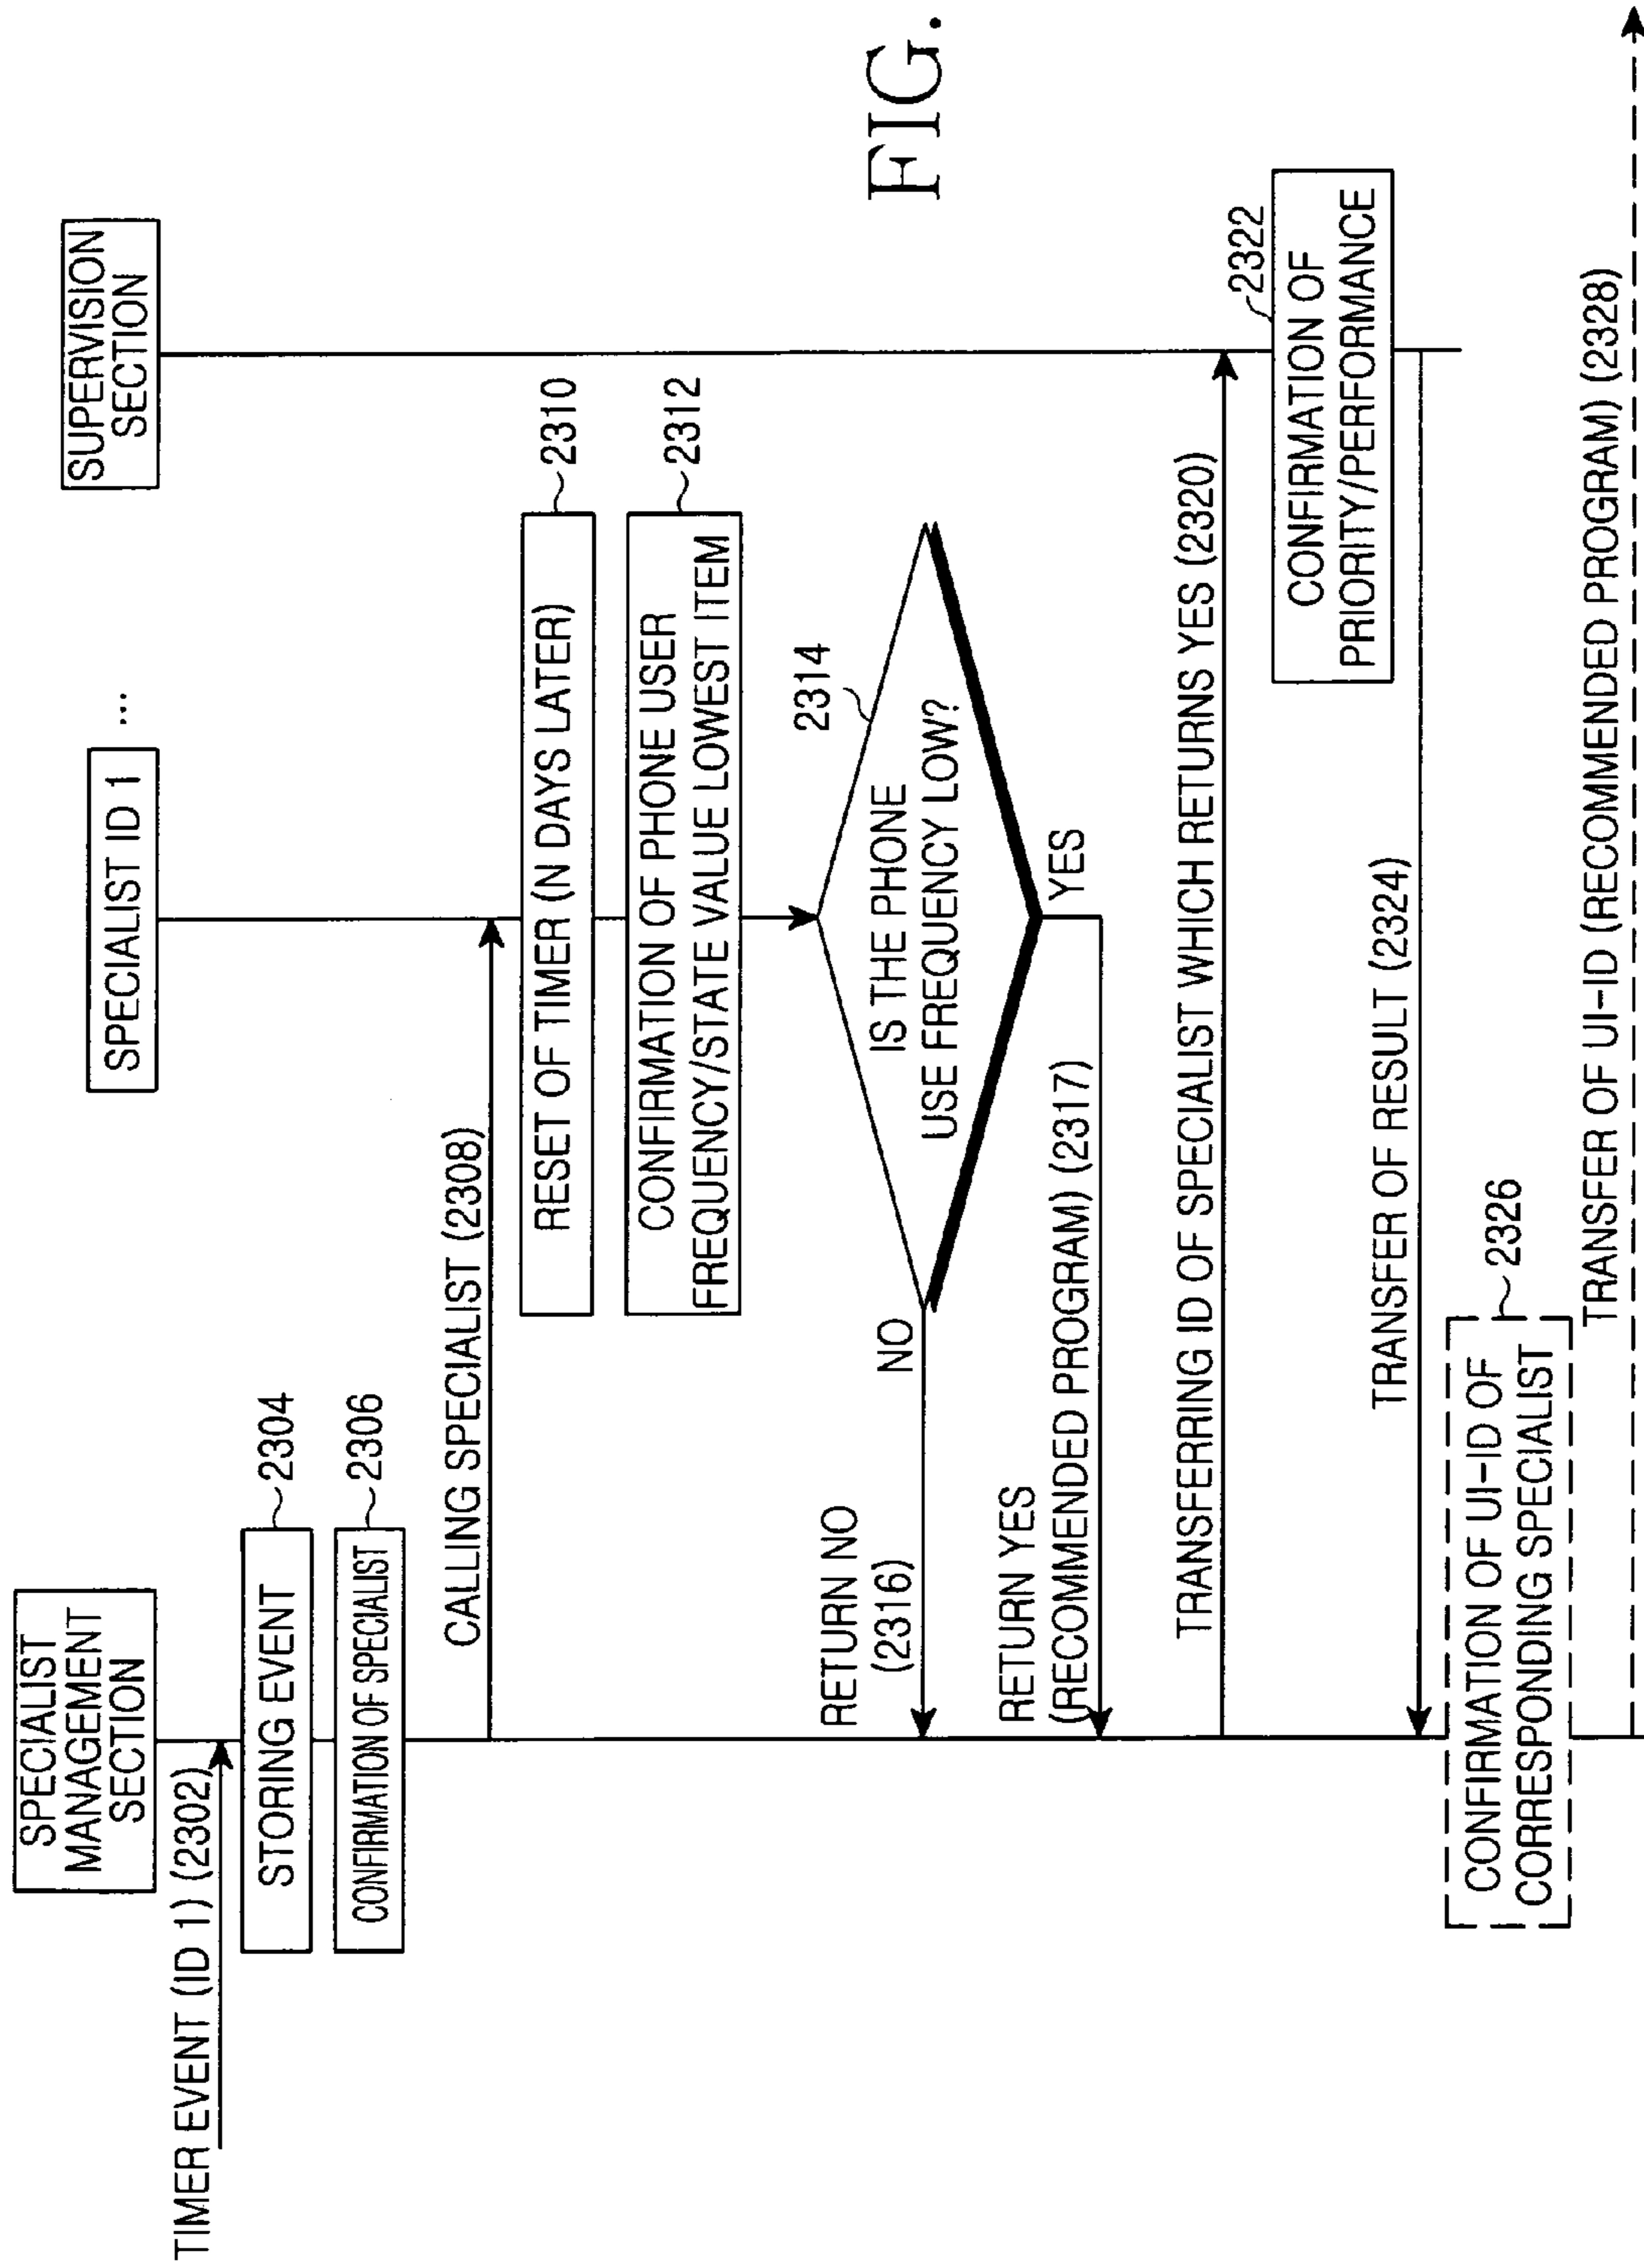 SPECIALIST
MANAGEMENT
SECTION
SPECIALIST ID 1
...
SUPERVISION
SECTION
TIMER EVENT (ID 1) (2302)
STORING EVENT
2304
CONFIRMATION OF SPECIALIST
2306
CALLING SPECIALIST (2308)
RESET OF TIMER (N DAYS LATER)
2310
CONFIRMATION OF PHONE USER
FREQUENCY/STATE VALUE LOWEST ITEM
2312
2314
IS THE PHONE
USE FREQUENCY LOW?
NO
RETURN NO
(2316)
YES
RETURN YES
(RECOMMENDED PROGRAM) (2317)
TRANSFERRING ID OF SPECIALIST WHICH RETURNS YES (2320)
2322
CONFIRMATION OF
PRIORITY/PERFORMANCE
TRANSFER OF RESULT (2324)
CONFIRMATION OF UI-ID OF
CORRESPONDING SPECIALIST
2326
TRANSFER OF UI-ID (RECOMMENDED PROGRAM) (2328)
FIG.